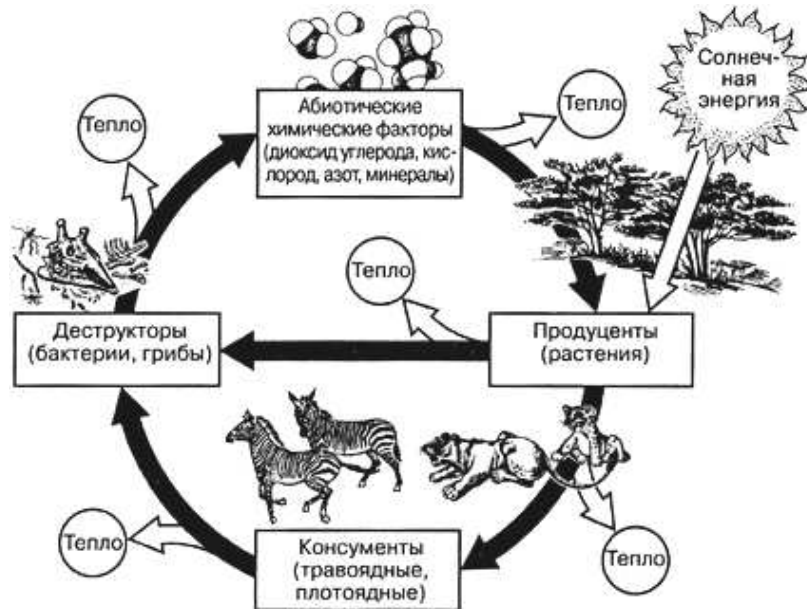 Солнеч-
ная
энергия
Тепло
Абиотические
химические факторы
(диоксид углерода, кис-
лород, азот, минералы)
Тепло
Тепло
Деструкторы
(бактерии, грибы)
Продуценты
(растения)
Тепло
Консументы
(травоядные,
плотоядные)
Тепло